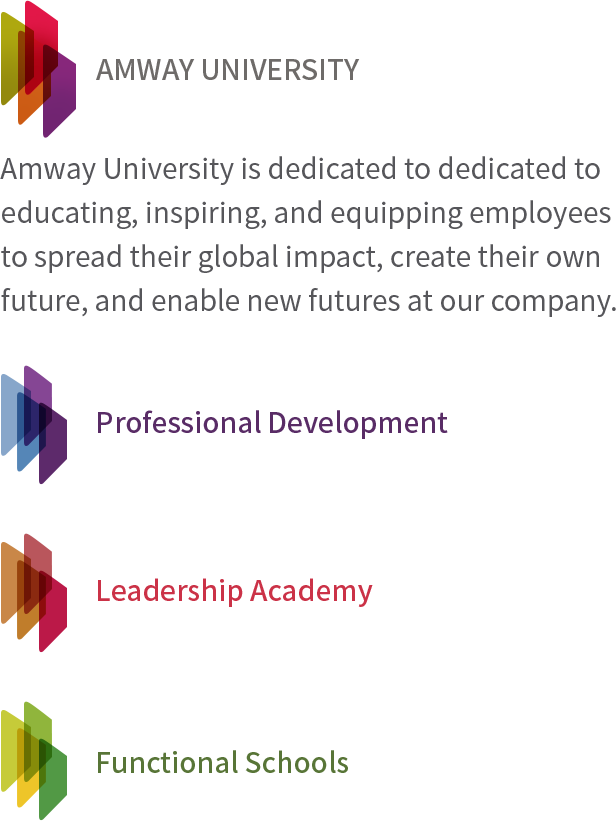 AMWAY UNIVERSITY
Amway University is dedicated to dedicated to
educating, inspiring, and equipping employees
to spread their global impact, create their own
future, and enable new futures at our company.
Professional Development
Leadership Academy
Functional Schools